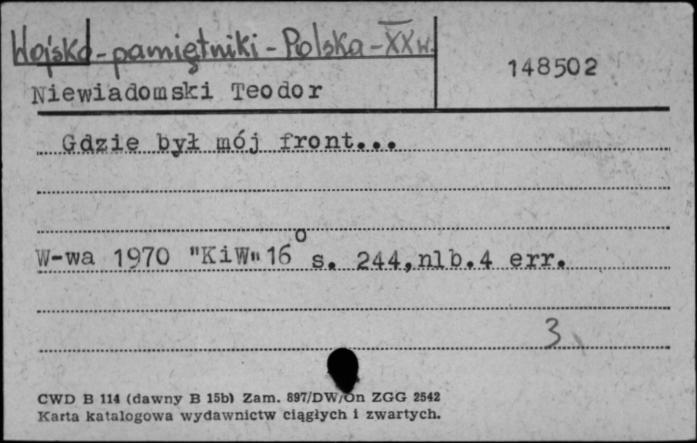 Wojsko-pamiętniki-Polska-XXw.
148502
Niewiadomski Teodor
Gdzie był mój front...
W-wa 1970 "KiW" 16° s. 244,nlb.4 err.
3
CWD B 114 (dawny B 15b) Zam. 897/DW/On ZGG 2542
Karta katalogowa wydawnictw ciągłych i zwartych.